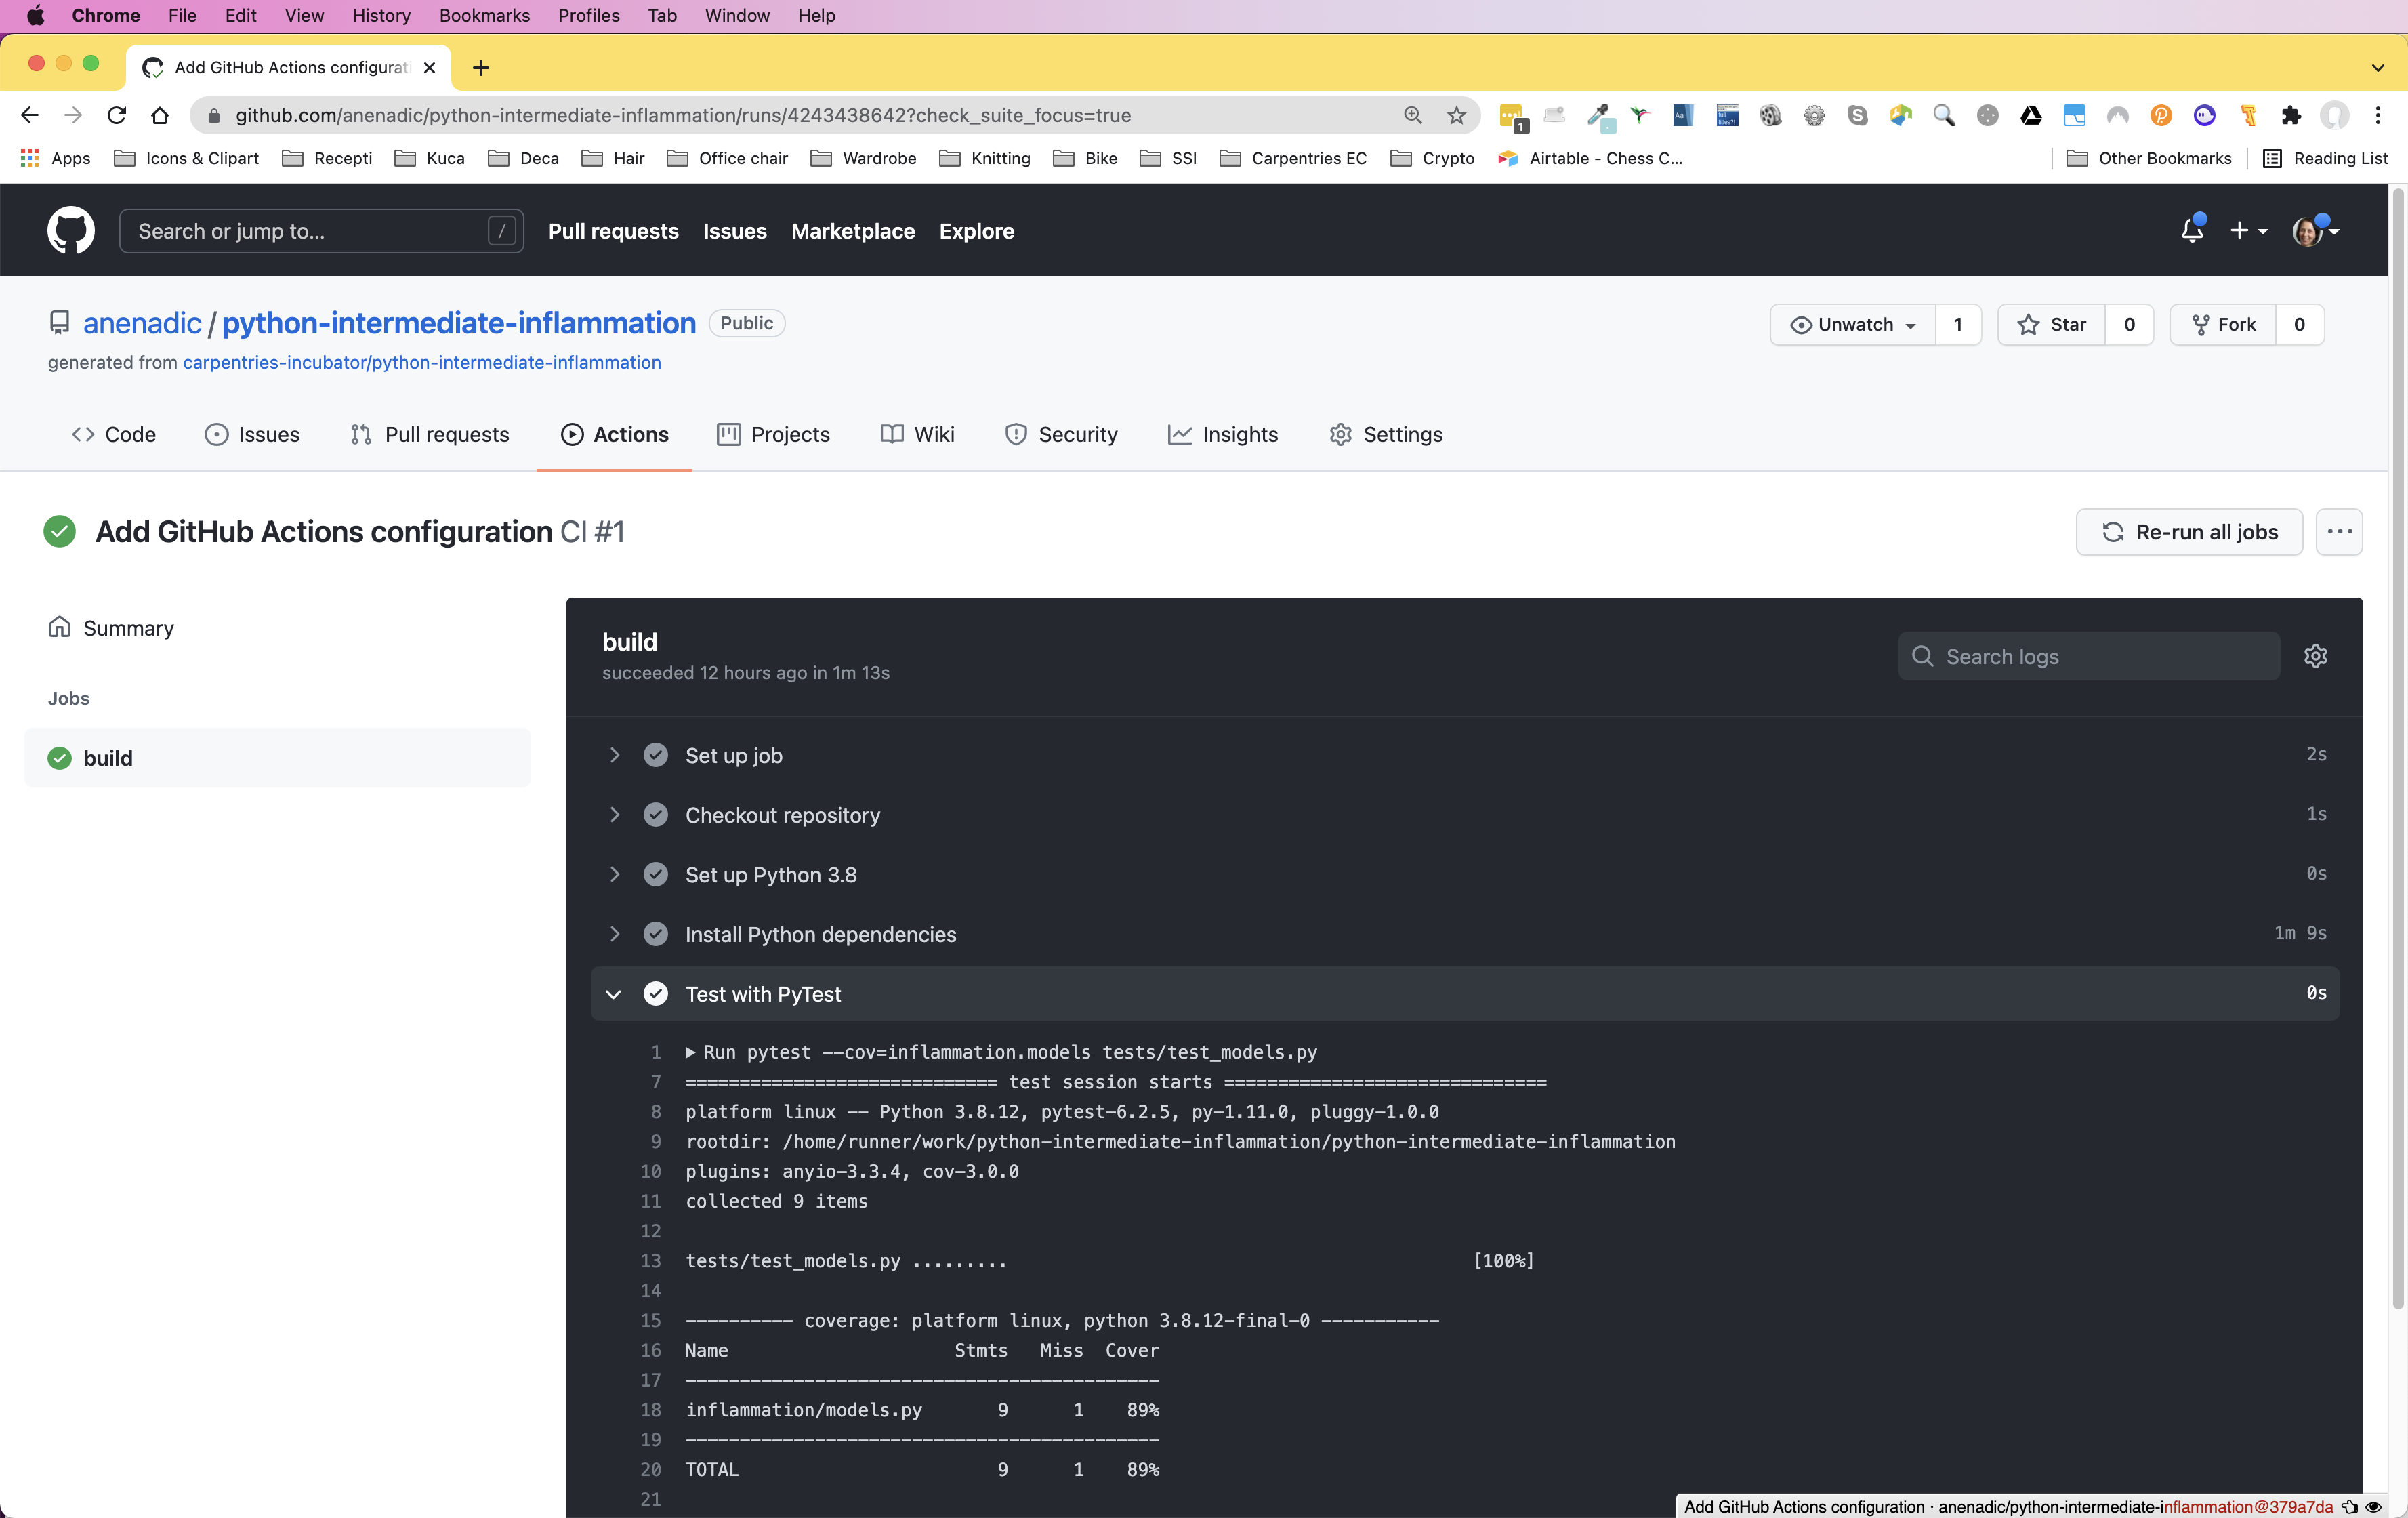 Chrome File Edit View History Bookmarks Profiles Tab Window Help
Add GitHub Actions configurati
github.com/anenadic/python-intermediate-inflammation/runs/4243438642?check_suite_focus=true
1
Apps Icons & Clipart Recepti Kuca Deca Hair Office chair Wardrobe Knitting Bike SSI Carpentries EC Crypto Airtable - Chess C... Other Bookmarks Reading List
Search or jump to... / Pull requests Issues Marketplace Explore
anenadic / python-intermediate-inflammation Public Unwatch 1 Star 0 Fork 0
generated from carpentries-incubator/python-intermediate-inflammation
Code Issues Pull requests Actions Projects Wiki Security Insights Settings
Add GitHub Actions configuration CI #1 Re-run all jobs
Summary
Jobs
build
build
succeeded 12 hours ago in 1m 13s
Search logs
Set up job 2s
Checkout repository 1s
Set up Python 3.8 0s
Install Python dependencies 1m 9s
Test with PyTest 0s
1 Run pytest --cov=inflammation.models tests/test_models.py
7 ============================= test session starts ==============================
8 platform linux -- Python 3.8.12, pytest-6.2.5, py-1.11.0, pluggy-1.0.0
9 rootdir: /home/runner/work/python-intermediate-inflammation/python-intermediate-inflammation
10 plugins: anyio-3.3.4, cov-3.0.0
11 collected 9 items
12
13 tests/test_models.py ......... [100%]
14
15 ---------- coverage: platform linux, python 3.8.12-final-0 -----------
16 Name Stmts Miss Cover
17 --------------------------------------------
18 inflammation/models.py 9 1 89%
19 --------------------------------------------
20 TOTAL 9 1 89%
21
Add GitHub Actions configuration · anenadic/python-intermediate-inflammation@379a7da